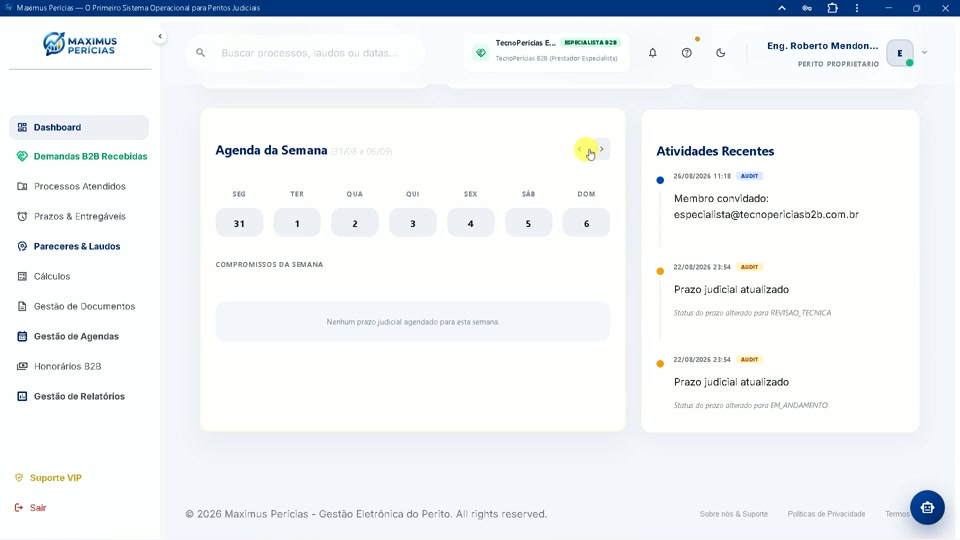 Maximus Perícias — O Primeiro Sistema Operacional para Peritos Judiciais
MAXIMUS
PERÍCIAS
Buscar processos, laudos ou datas...
TecnoPerícias E... ESPECIALISTA B2B
TecnoPerícias B2B (Prestador Especialista)
Eng. Roberto Mendon...
PERITO PROPRIETARIO
E
Dashboard
Demandas B2B Recebidas
Processos Atendidos
Prazos & Entregáveis
Pareceres & Laudos
Cálculos
Gestão de Documentos
Gestão de Agendas
Honorários B2B
Gestão de Relatórios
Suporte VIP
Sair
Agenda da Semana (31/08 a 06/09)
SEG TER QUA QUI SEX SÁB DOM
31 1 2 3 4 5 6
COMPROMISSOS DA SEMANA
Nenhum prazo judicial agendado para esta semana.
Atividades Recentes
26/08/2026 11:18 AUDIT
Membro convidado:
especialista@tecnopericiasb2b.com.br
22/08/2026 23:54 AUDIT
Prazo judicial atualizado
Status do prazo alterado para REVISAO_TECNICA
22/08/2026 23:54 AUDIT
Prazo judicial atualizado
Status do prazo alterado para EM_ANDAMENTO
© 2026 Maximus Perícias - Gestão Eletrônica do Perito. All rights reserved.
Sobre nós & Suporte Políticas de Privacidade Termos